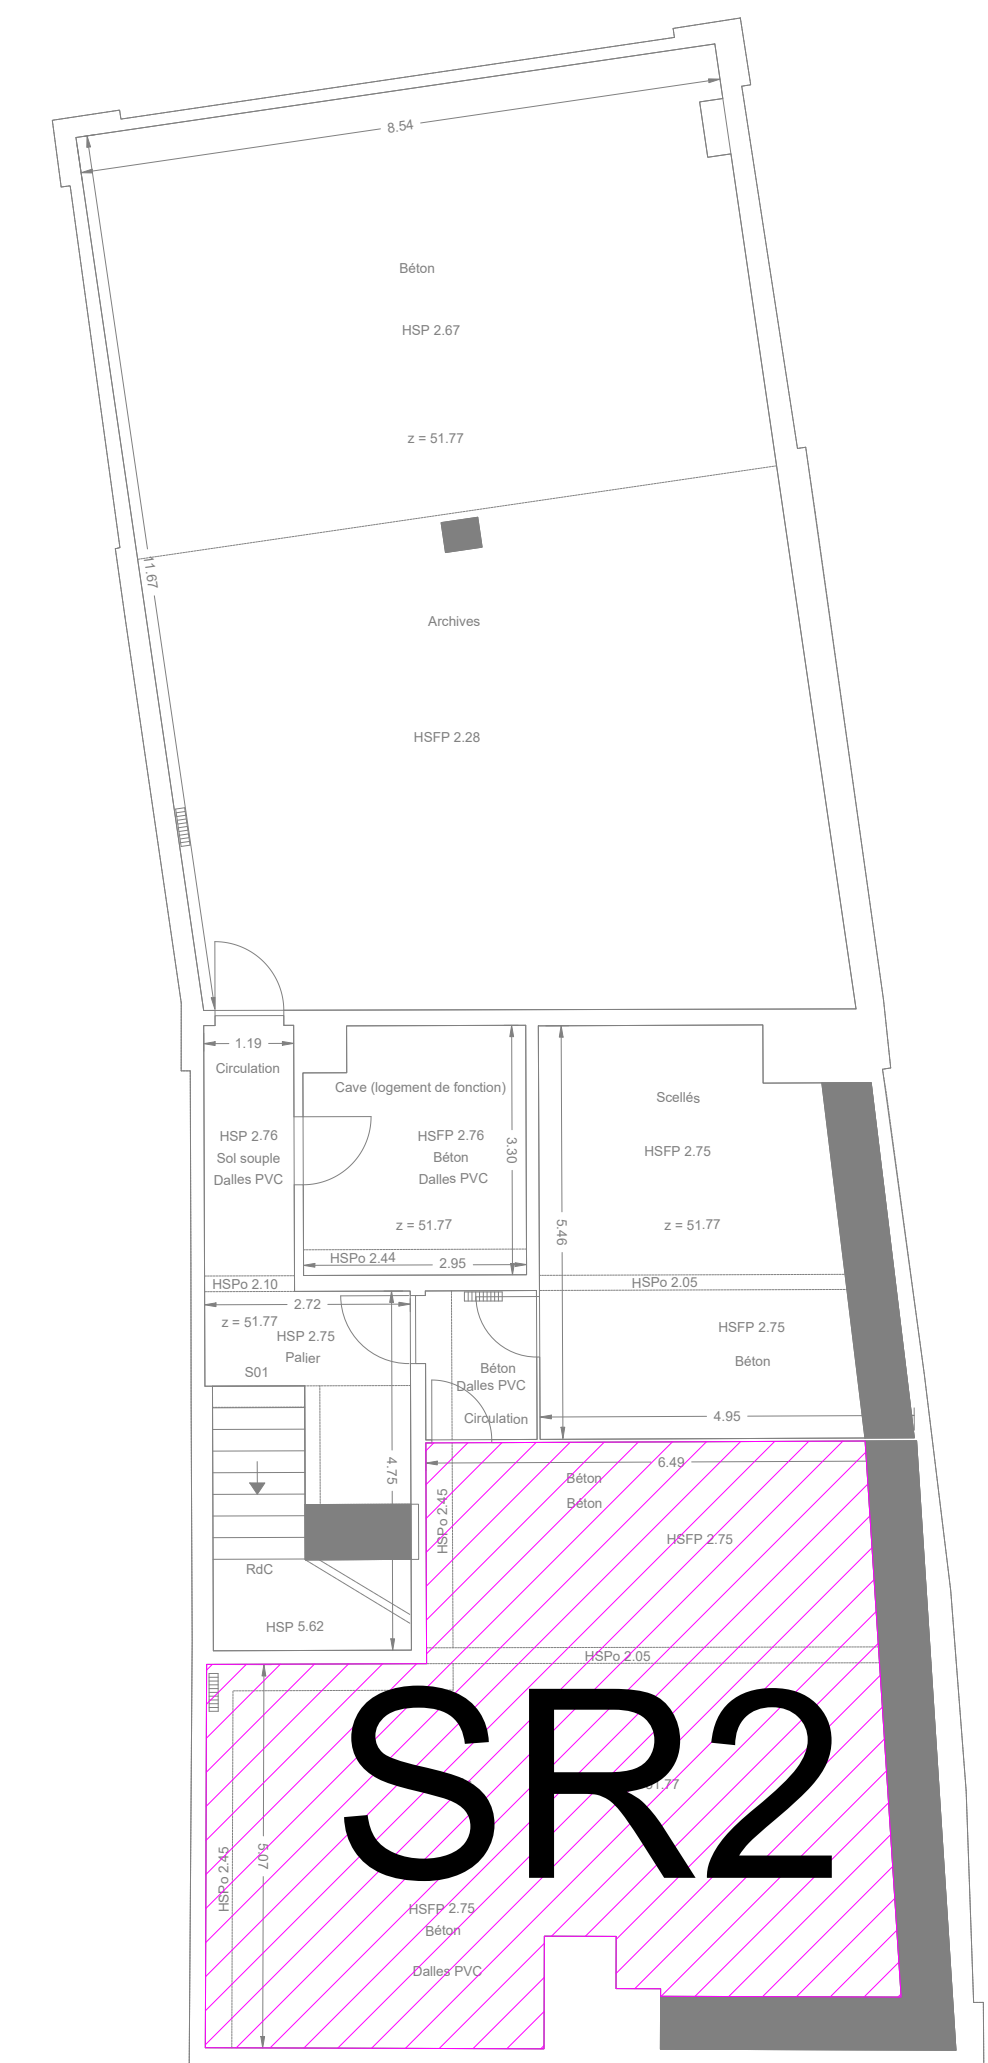 8.54
Béton
HSP 2.67
z = 51.77
11.67
Archives
HSFP 2.28
1.19
Circulation
HSP 2.76
Sol souple
Dalles PVC
HSPo 2.10
Cave (logement de fonction)
HSFP 2.76
Béton
Dalles PVC
3.30
z = 51.77
HSPo 2.44
2.95
Scellés
HSFP 2.75
5.46
z = 51.77
HSPo 2.05
HSFP 2.75
Béton
4.95
2.72
z = 51.77
HSP 2.75
Palier
S01
Béton
Dalles PVC
Circulation
4.75
RdC
HSP 5.62
6.49
Béton
Béton
HSPo 2.45
HSFP 2.75
HSPo 2.05
SR2
51.77
5.07
HSPo 2.45
HSFP 2.75
Béton
Dalles PVC